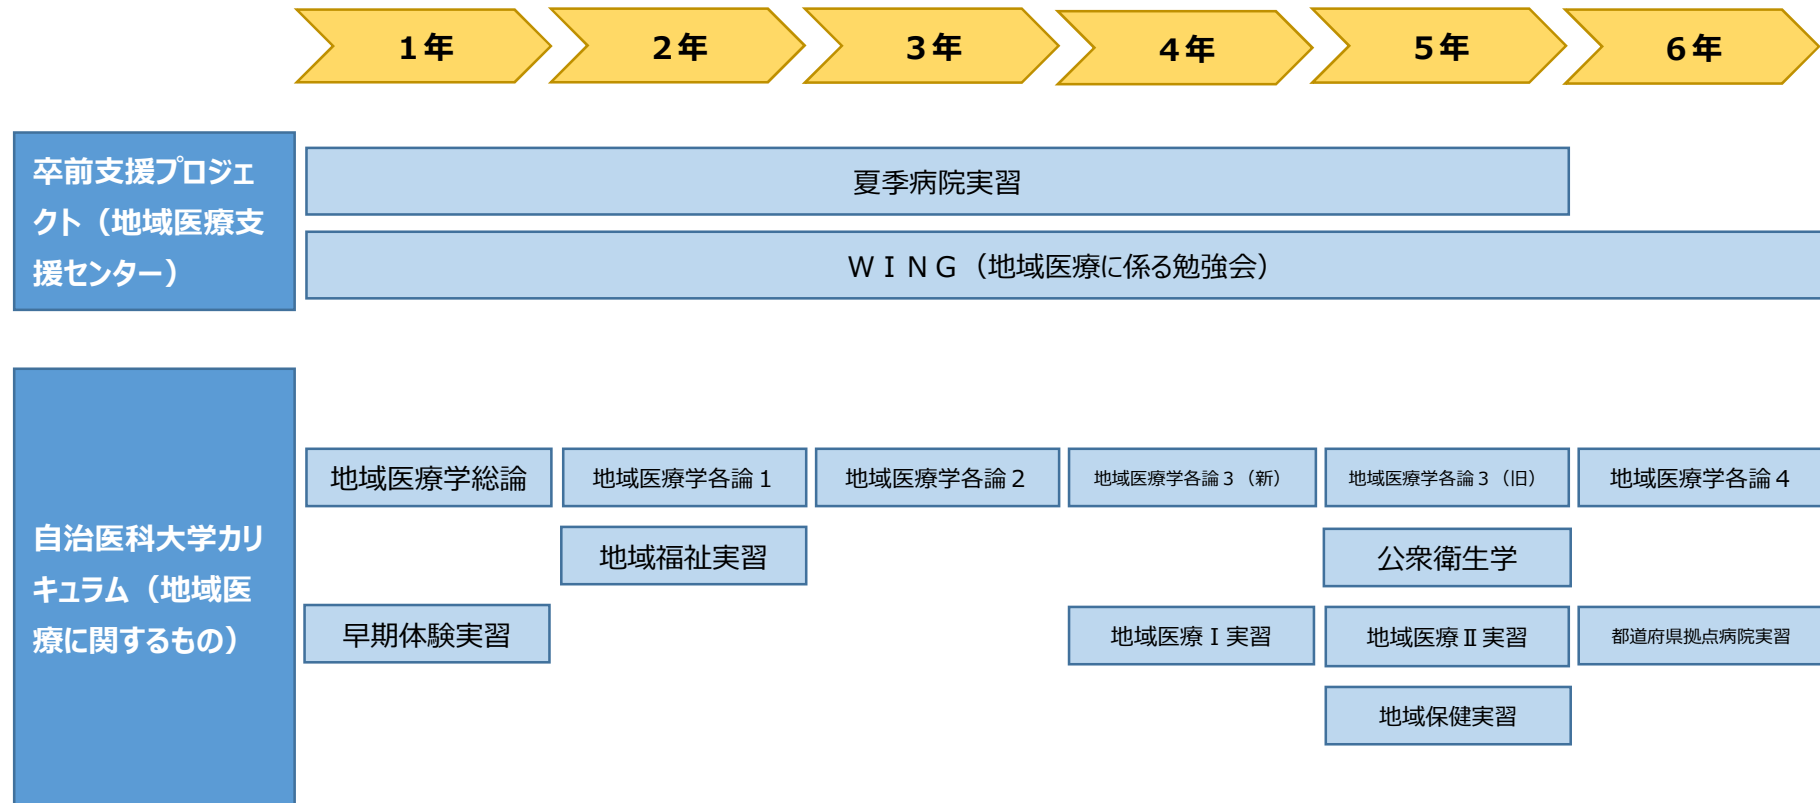 1年
2年
3年
4年
5年
6年
卒前支援プロジェ
クト（地域医療支
援センター）
夏季病院実習
ＷＩＮＧ（地域医療に係る勉強会）
自治医科大学カリ
キュラム（地域医
療に関するもの）
地域医療学総論
地域医療学各論１
地域医療学各論２
地域医療学各論３（新）
地域医療学各論３（旧）
地域医療学各論４
地域福祉実習
公衆衛生学
早期体験実習
地域医療Ⅰ実習
地域医療Ⅱ実習
都道府県拠点病院実習
地域保健実習